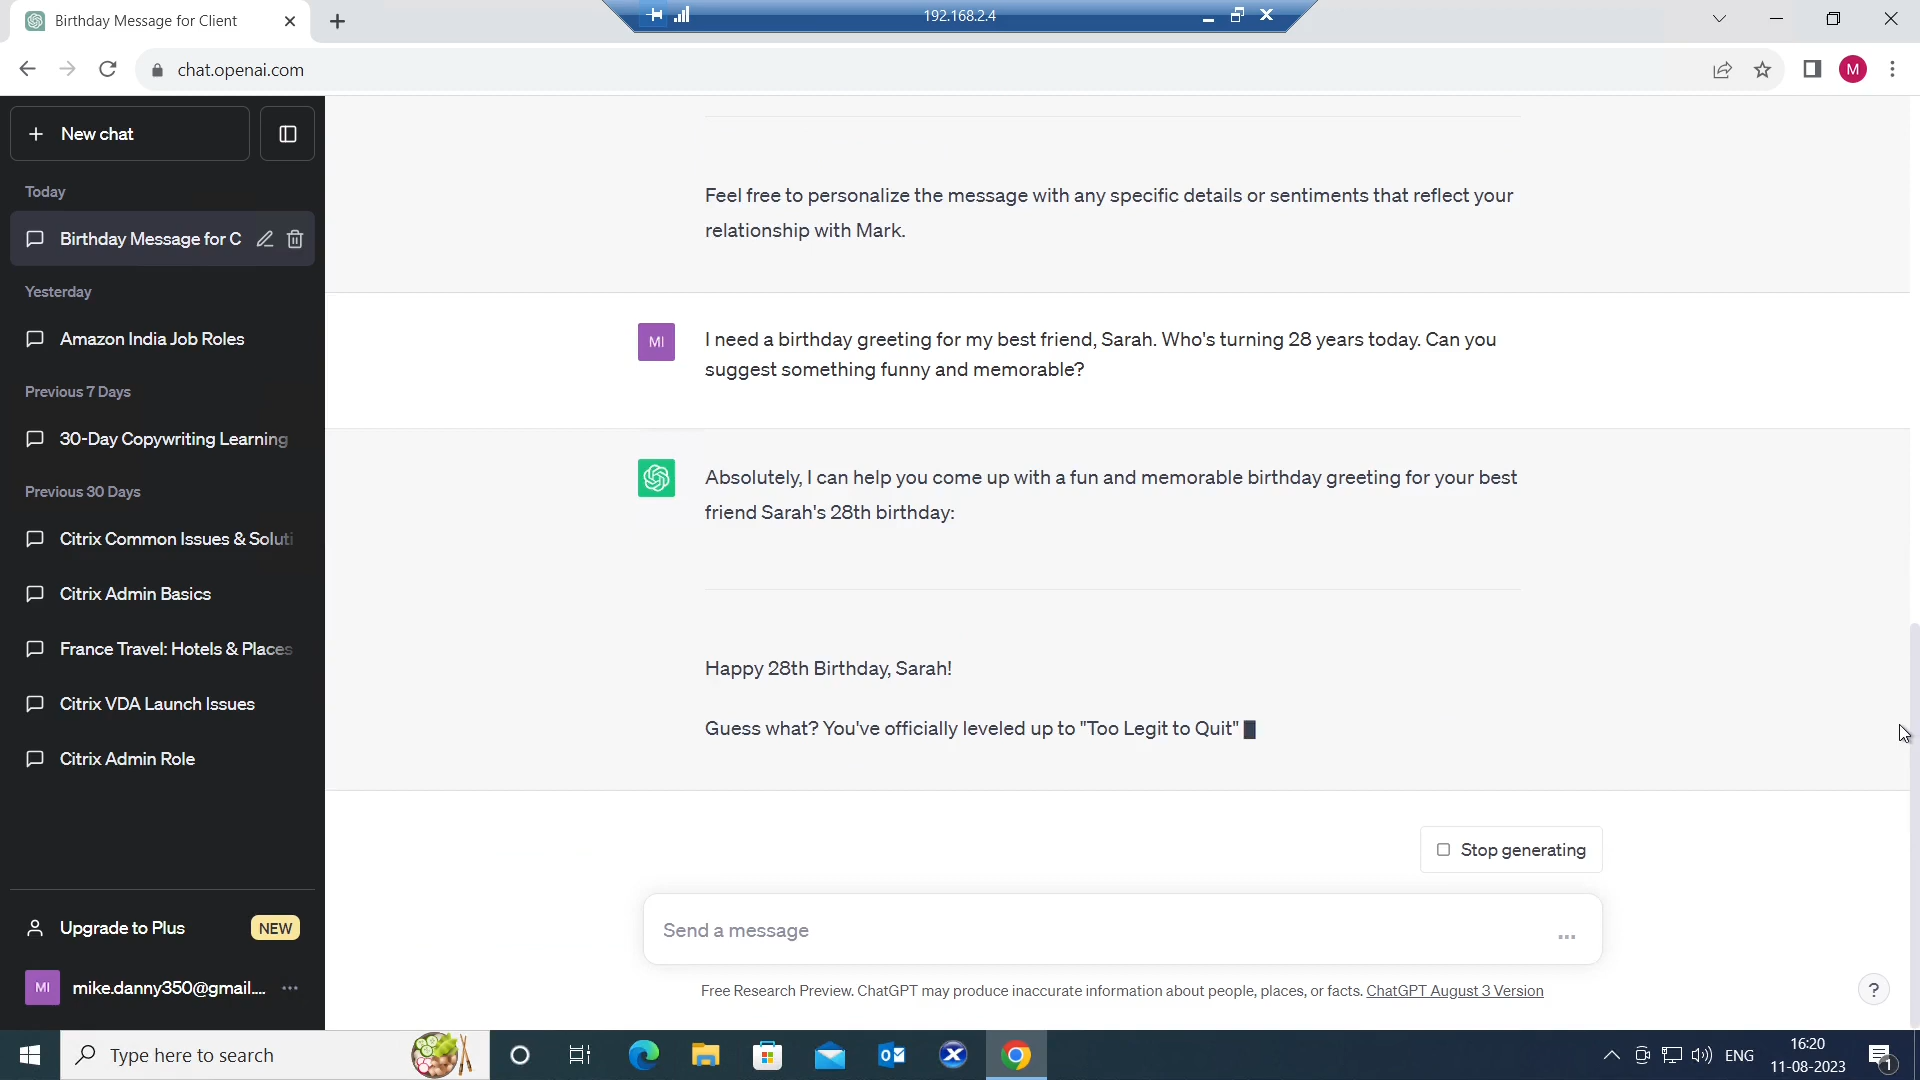 Birthday Message for Client
192.168.2.4
chat.openai.com
M
New chat
Today
Birthday Message for C
Yesterday
Amazon India Job Roles
Previous 7 Days
30-Day Copywriting Learning
Previous 30 Days
Citrix Common Issues & Soluti
Citrix Admin Basics
France Travel: Hotels & Places
Citrix VDA Launch Issues
Citrix Admin Role
Upgrade to Plus NEW
MI mike.danny350@gmail....
Feel free to personalize the message with any specific details or sentiments that reflect your
relationship with Mark.
MI I need a birthday greeting for my best friend, Sarah. Who's turning 28 years today. Can you
suggest something funny and memorable?
Absolutely, I can help you come up with a fun and memorable birthday greeting for your best
friend Sarah's 28th birthday:
Happy 28th Birthday, Sarah!
Guess what? You've officially leveled up to "Too Legit to Quit"
Stop generating
Send a message
Free Research Preview. ChatGPT may produce inaccurate information about people, places, or facts. ChatGPT August 3 Version
?
Type here to search
ENG
16:20
11-08-2023
1